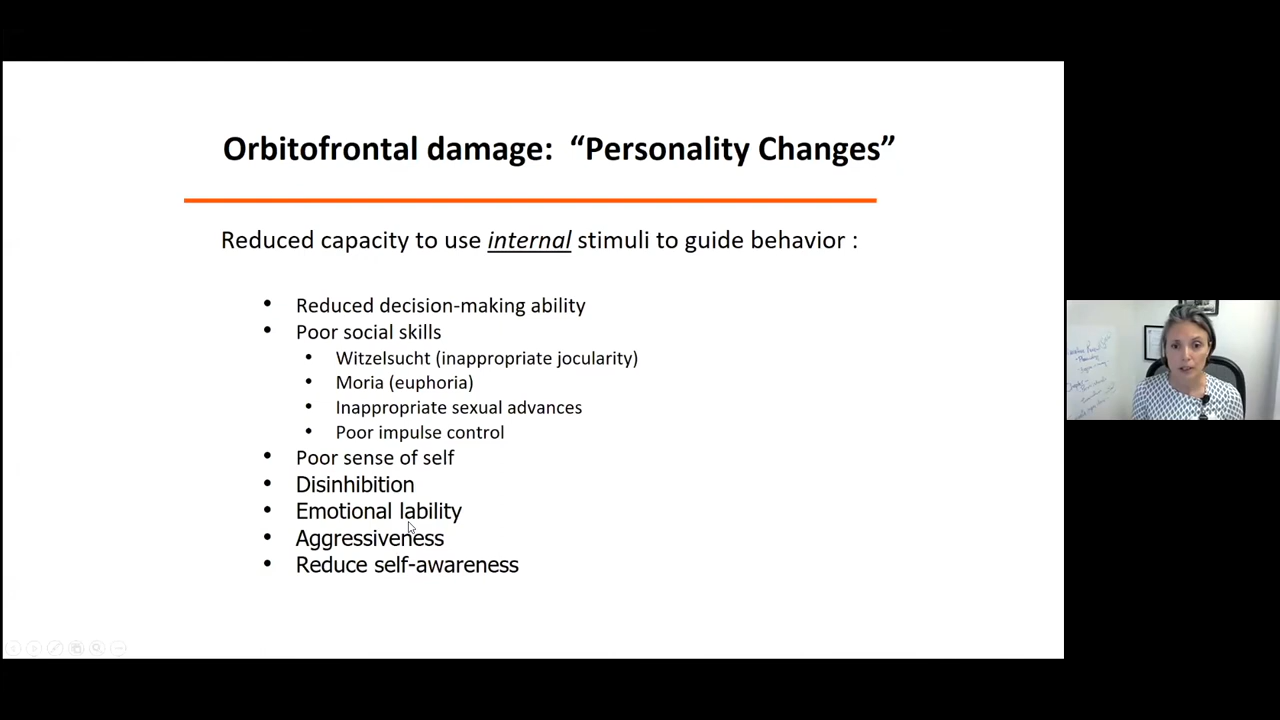 Orbitofrontal damage: “Personality Changes”
Reduced capacity to use internal stimuli to guide behavior :
• Reduced decision-making ability
• Poor social skills
• Witzelsucht (inappropriate jocularity)
• Moria (euphoria)
• Inappropriate sexual advances
• Poor impulse control
• Poor sense of self
• Disinhibition
• Emotional lability
• Aggressiveness
• Reduce self-awareness